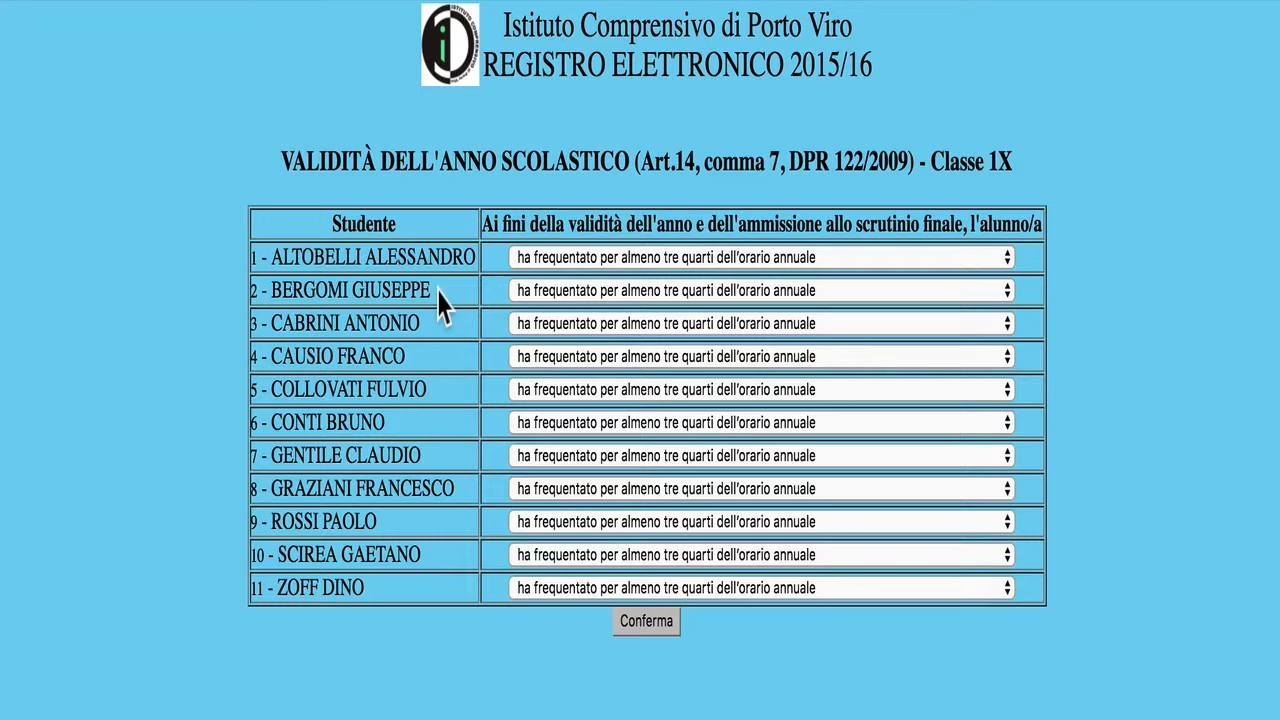 Istituto Comprensivo di Porto Viro
REGISTRO ELETTRONICO 2015/16
VALIDITÀ DELL'ANNO SCOLASTICO (Art.14, comma 7, DPR 122/2009) - Classe 1X
Studente Ai fini della validità dell'anno e dell'ammissione allo scrutinio finale, l'alunno/a
1 - ALTOBELLI ALESSANDRO ha frequentato per almeno tre quarti dell'orario annuale
2 - BERGOMI GIUSEPPE ha frequentato per almeno tre quarti dell'orario annuale
3 - CABRINI ANTONIO ha frequentato per almeno tre quarti dell'orario annuale
4 - CAUSIO FRANCO ha frequentato per almeno tre quarti dell'orario annuale
5 - COLLOVATI FULVIO ha frequentato per almeno tre quarti dell'orario annuale
6 - CONTI BRUNO ha frequentato per almeno tre quarti dell'orario annuale
7 - GENTILE CLAUDIO ha frequentato per almeno tre quarti dell'orario annuale
8 - GRAZIANI FRANCESCO ha frequentato per almeno tre quarti dell'orario annuale
9 - ROSSI PAOLO ha frequentato per almeno tre quarti dell'orario annuale
10 - SCIREA GAETANO ha frequentato per almeno tre quarti dell'orario annuale
11 - ZOFF DINO ha frequentato per almeno tre quarti dell'orario annuale
Conferma